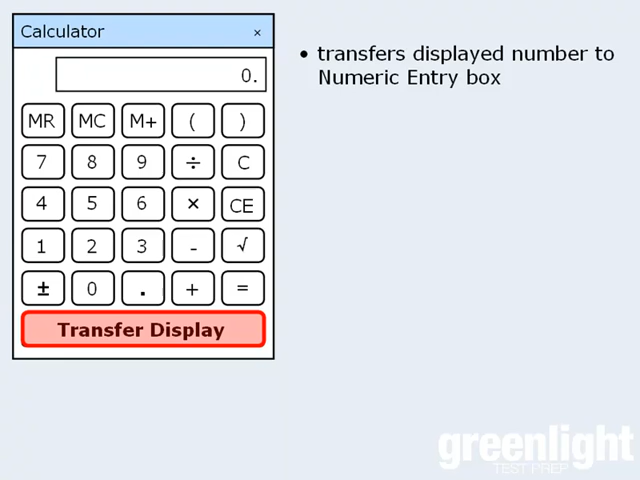 Calculator ×
0.
MR MC M+ ( )
7 8 9 ÷ C
4 5 6 × CE
1 2 3 - √
± 0 . + =
Transfer Display
• transfers displayed number to
Numeric Entry box
greenlight
TEST PREP